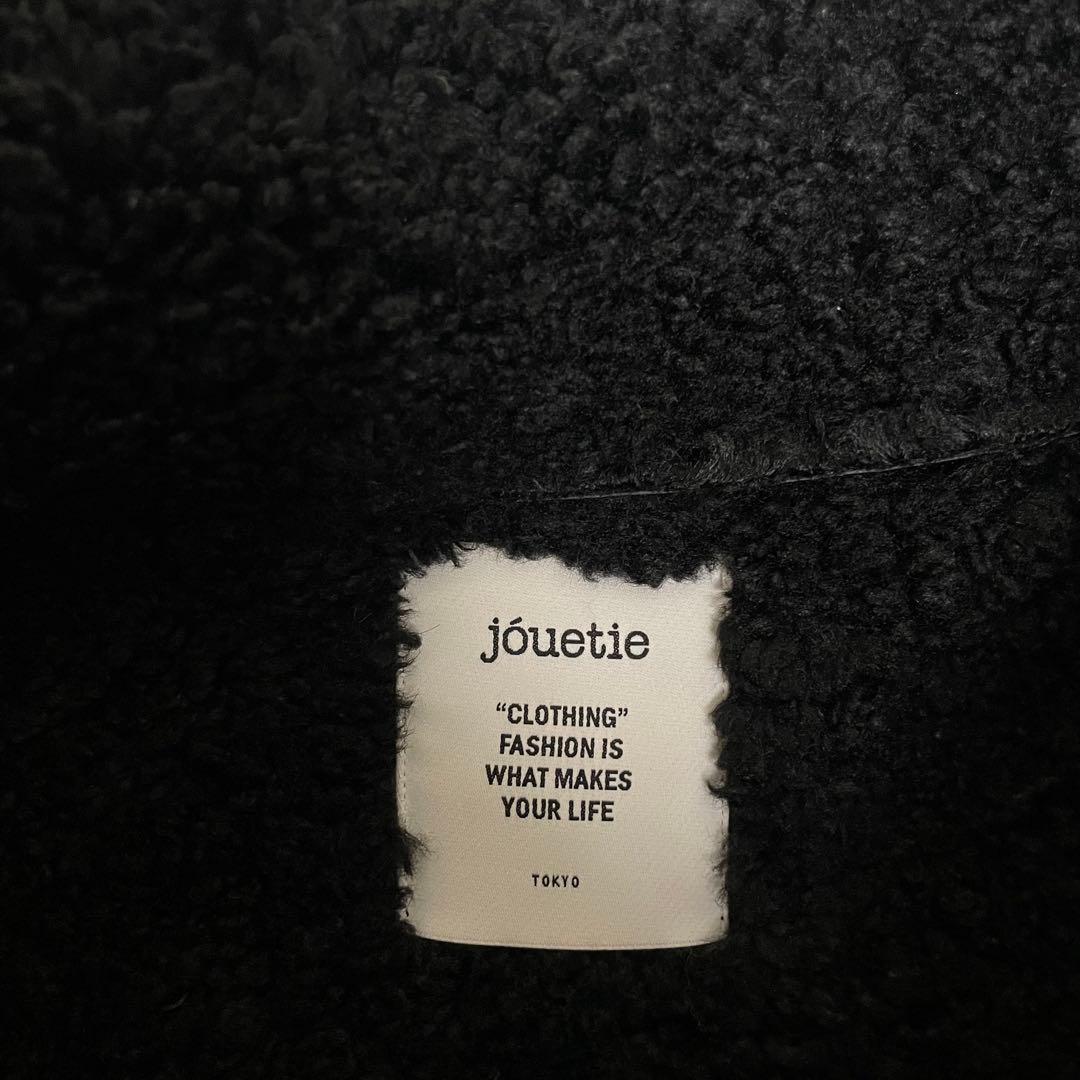 jóuetie
“CLOTHING”
FASHION IS
WHAT MAKES
YOUR LIFE
TOKYO